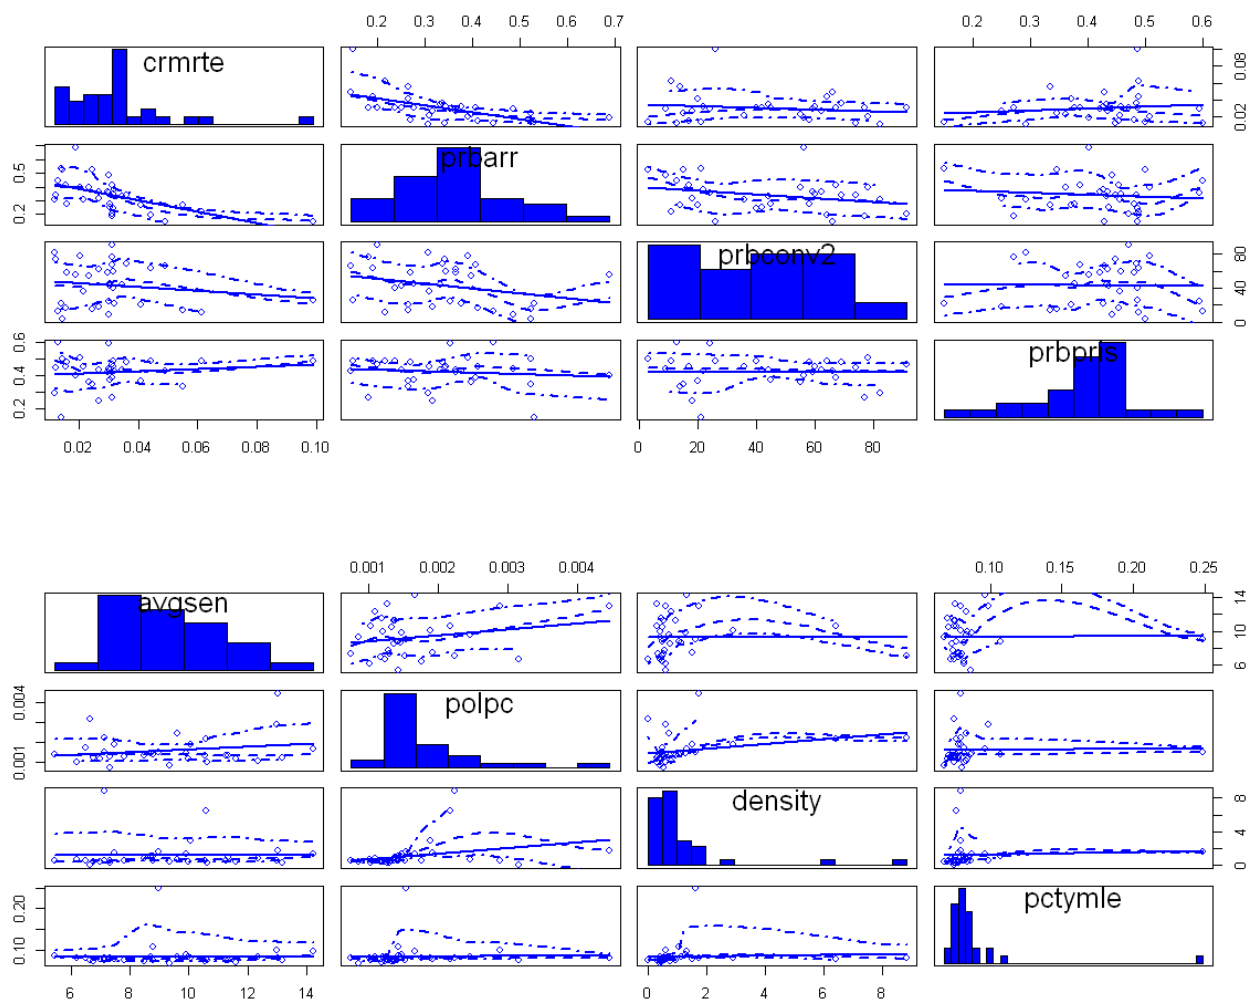 0.2 0.3 0.4 0.5 0.6 0.7 0.2 0.3 0.4 0.5 0.6
crmrte 0.02 0.08
0.2 0.5 prbarr
prbconv2 0 40 80
0.2 0.4 0.6 prbpris
0.02 0.04 0.06 0.08 0.10 0 20 40 60 80
0.001 0.002 0.003 0.004 0.10 0.15 0.20 0.25
avgsen 6 8 10 14
0.001 0.004 polpc
density 0 4 8
0.10 0.20 pctymle
6 8 10 12 14 0 2 4 6 8